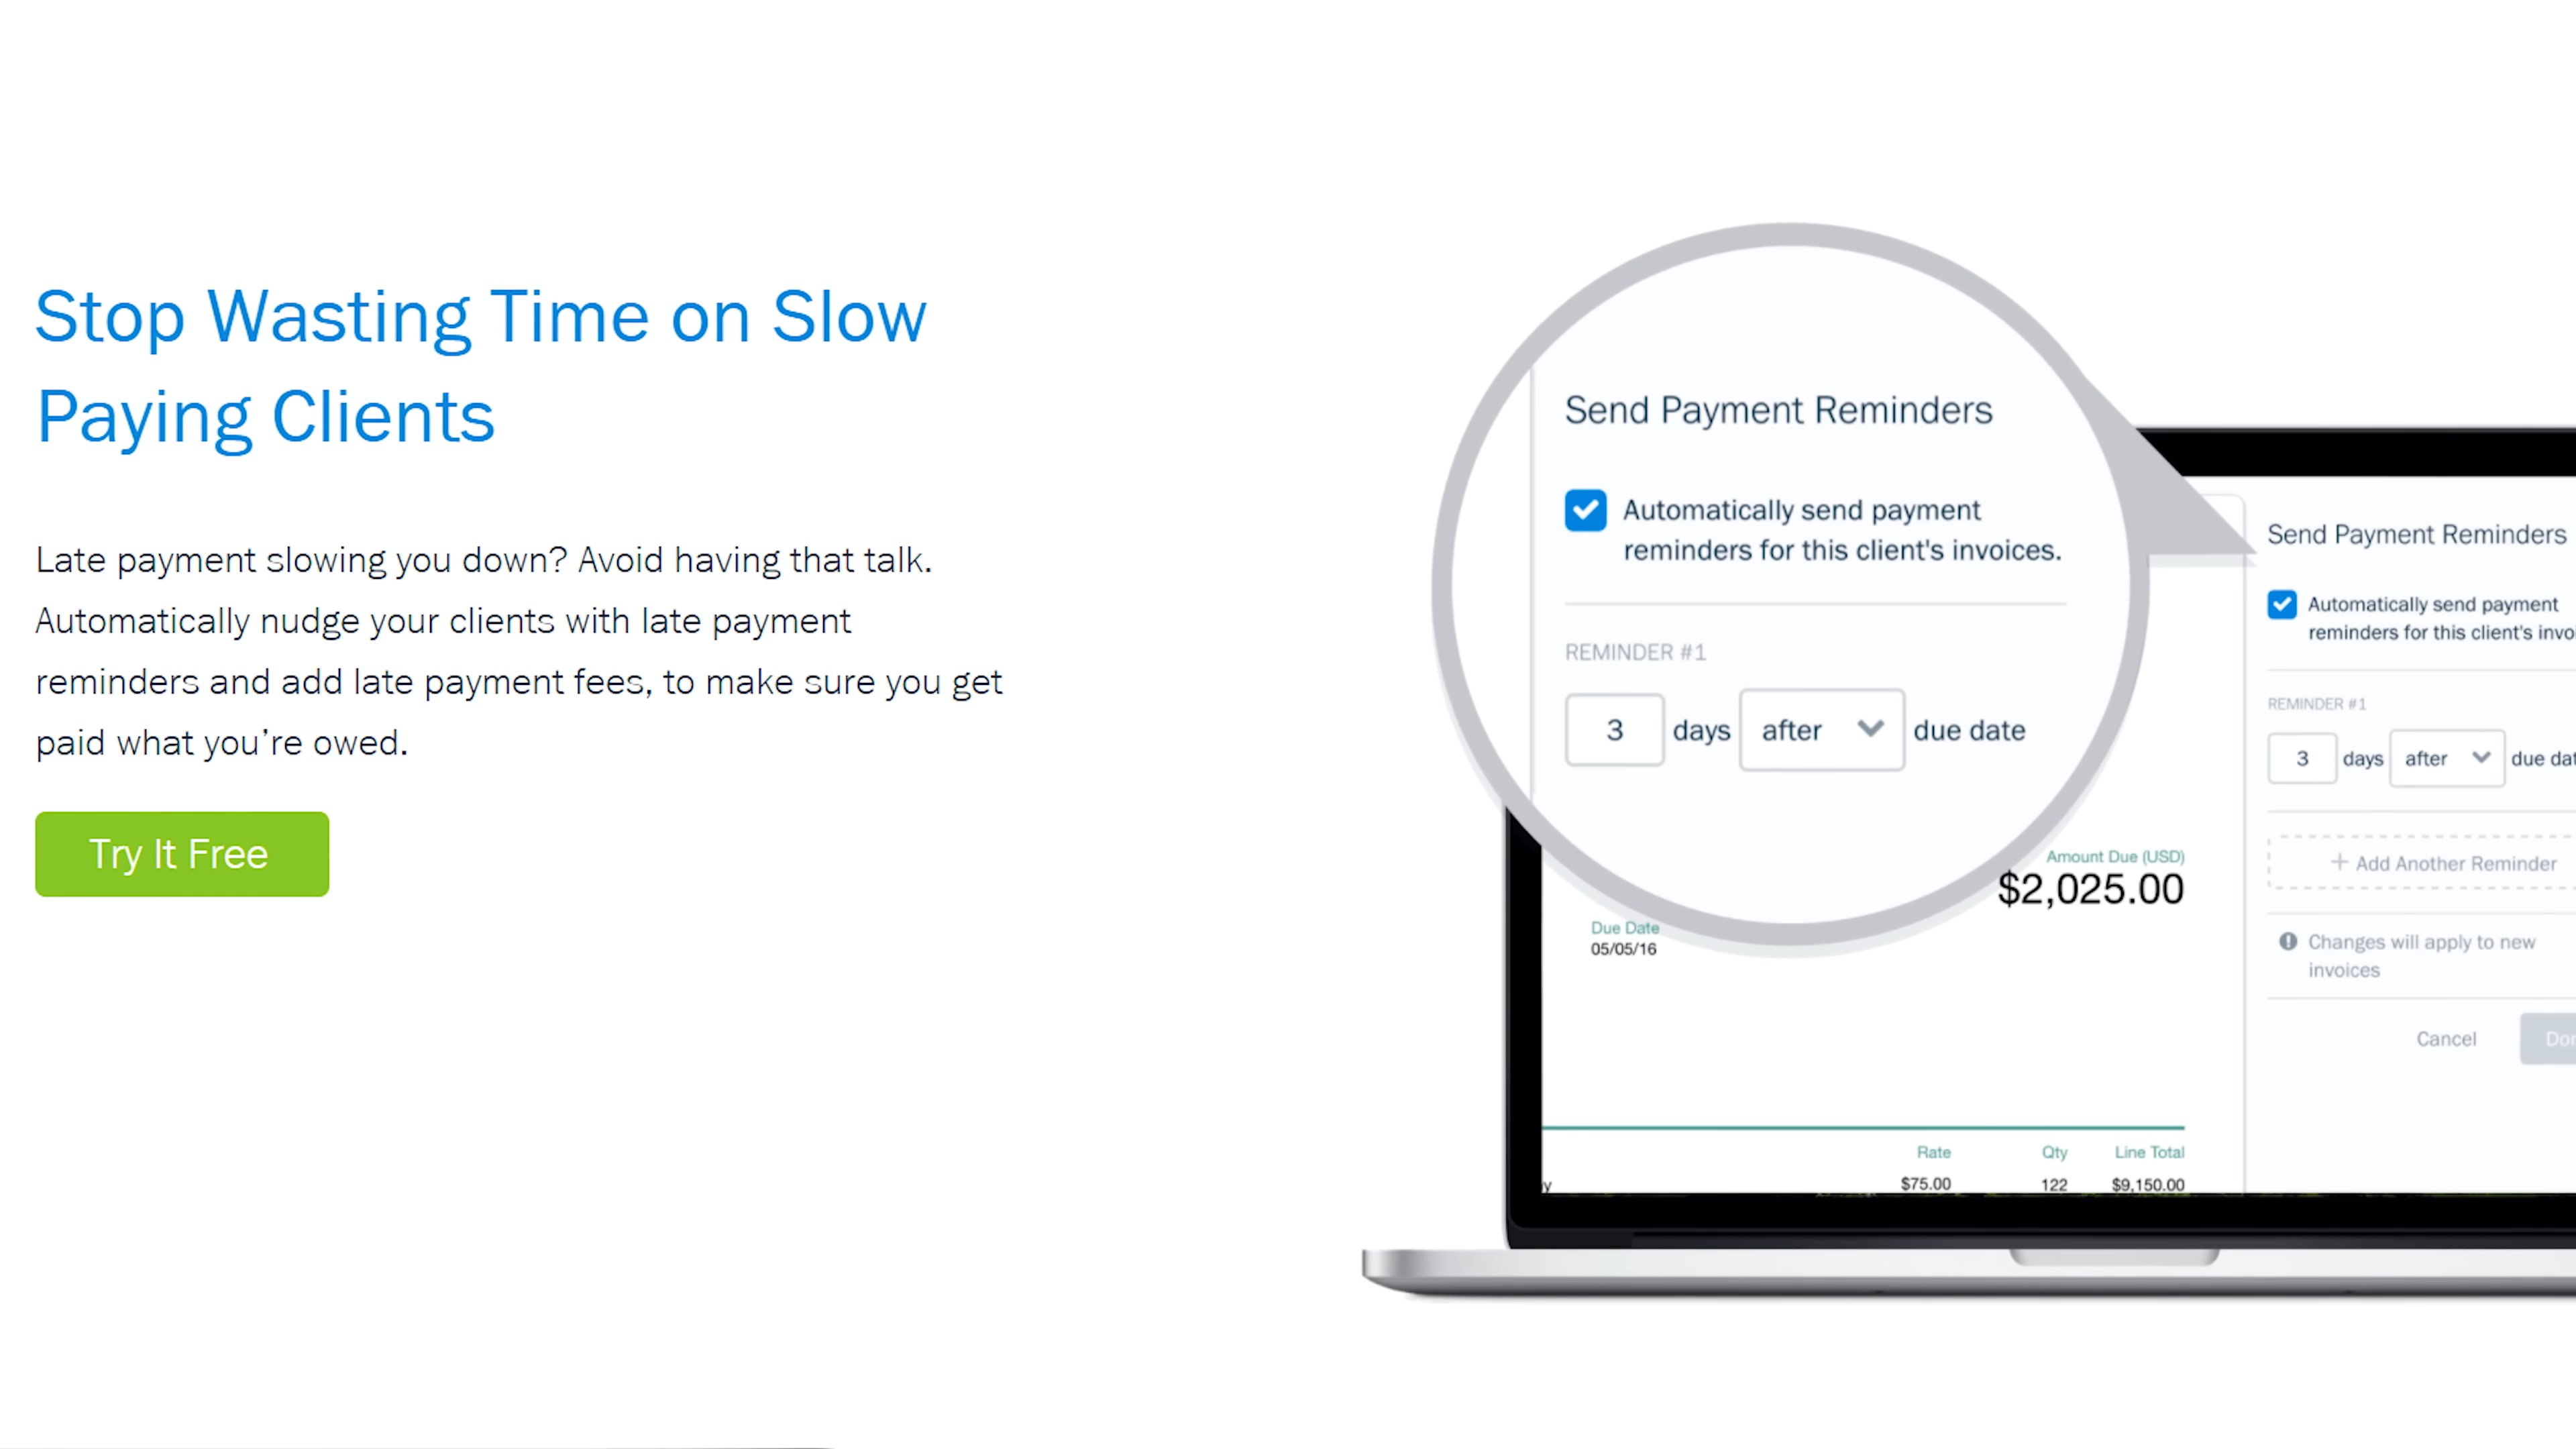 Stop Wasting Time on Slow
Paying Clients
Late payment slowing you down? Avoid having that talk.
Automatically nudge your clients with late payment
reminders and add late payment fees, to make sure you get
paid what you’re owed.
Try It Free
Send Payment Reminders
Automatically send payment
reminders for this client's invoices.
REMINDER #1
3 days after due date
Amount Due (USD)
$2,025.00
Due Date
05/05/16
Rate Qty Line Total
$75.00 122 $9,150.00
Send Payment Reminders
Automatically send payment
reminders for this client's
REMINDER #1
3 days after due
+ Add Another Reminder
Changes will apply to new
invoices
Cancel